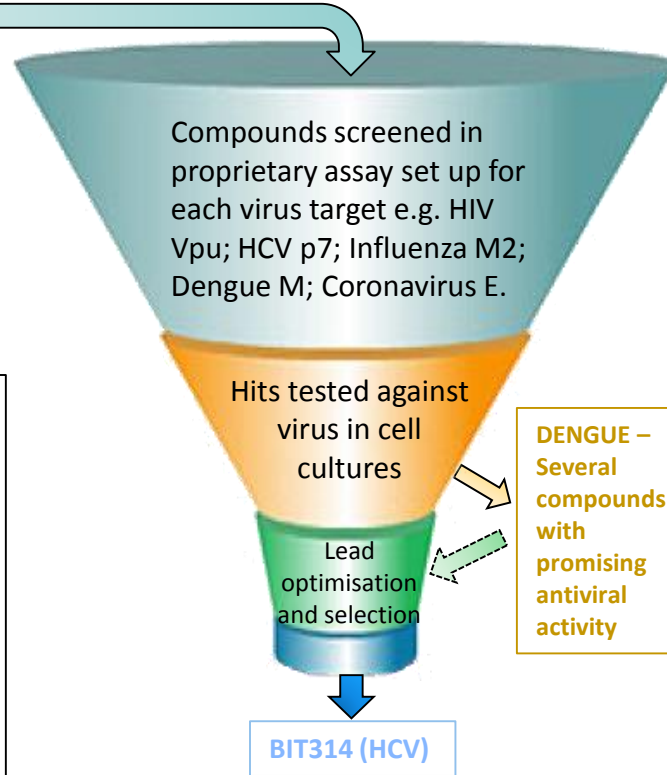 Compounds screened in
proprietary assay set up for
each virus target e.g. HIV
Vpu; HCV p7; Influenza M2;
Dengue M; Coronavirus E.
Hits tested against
virus in cell
cultures
DENGUE –
Several
compounds
with
promising
antiviral
activity
Lead
optimisation
and selection
BIT314 (HCV)